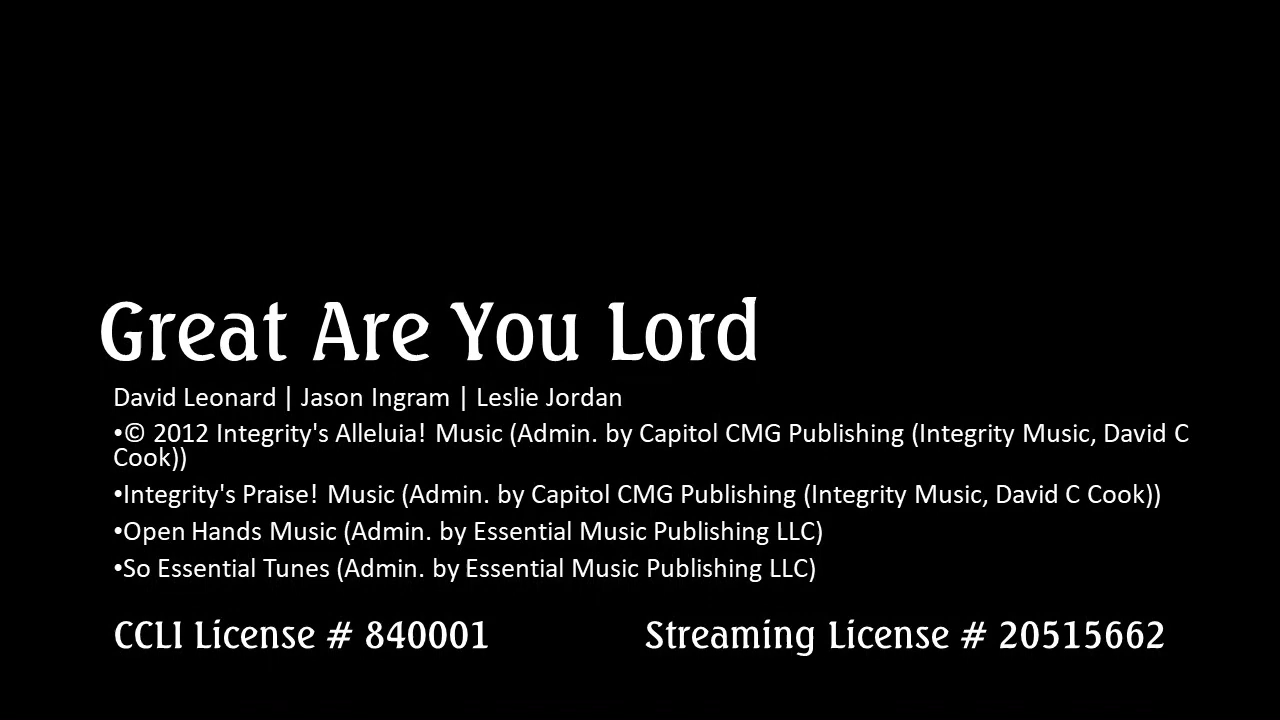 Great Are You Lord
David Leonard | Jason Ingram | Leslie Jordan
•© 2012 Integrity's Alleluia! Music (Admin. by Capitol CMG Publishing (Integrity Music, David C
Cook))
•Integrity's Praise! Music (Admin. by Capitol CMG Publishing (Integrity Music, David C Cook))
•Open Hands Music (Admin. by Essential Music Publishing LLC)
•So Essential Tunes (Admin. by Essential Music Publishing LLC)
CCLI License # 840001 Streaming License # 20515662